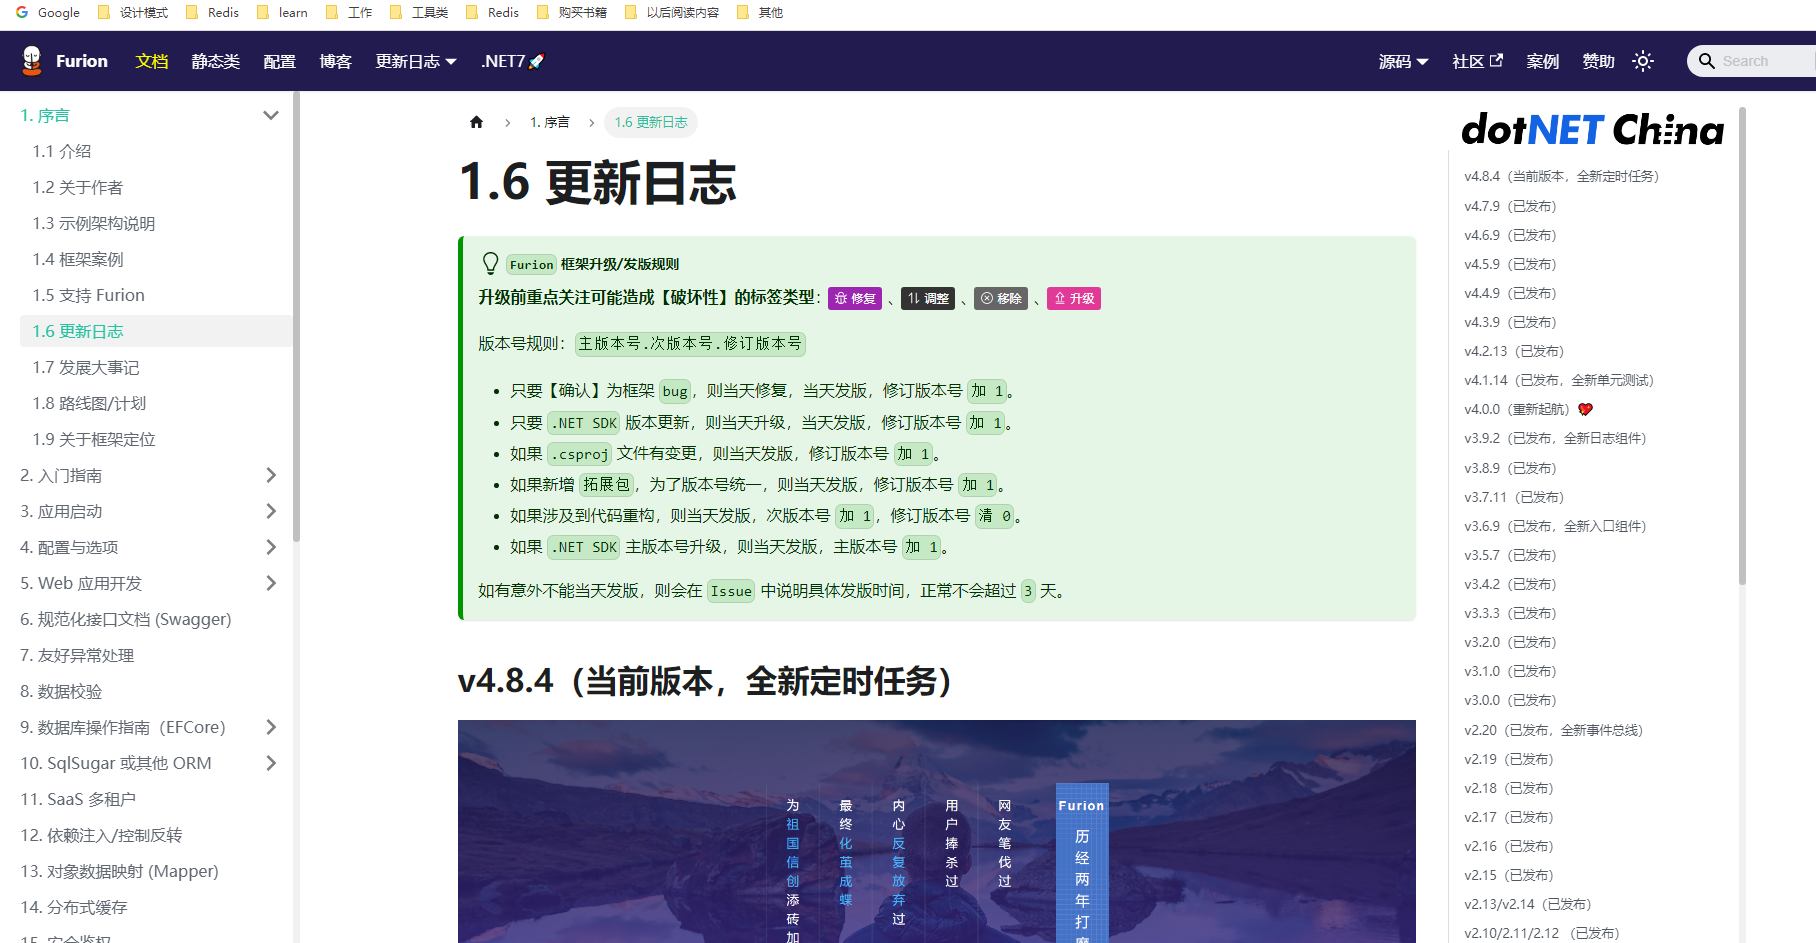 Google 设计模式 Redis learn 工作 工具类 Redis 购买书籍 以后阅读内容 其他
Furion 文档 静态类 配置 博客 更新日志 .NET7🚀 源码 社区 案例 赞助 Search
1. 序言
1.1 介绍
1.2 关于作者
1.3 示例架构说明
1.4 框架案例
1.5 支持 Furion
1.6 更新日志
1.7 发展大事记
1.8 路线图/计划
1.9 关于框架定位
2. 入门指南
3. 应用启动
4. 配置与选项
5. Web 应用开发
6. 规范化接口文档 (Swagger)
7. 友好异常处理
8. 数据校验
9. 数据库操作指南（EFCore）
10. SqlSugar 或其他 ORM
11. SaaS 多租户
12. 依赖注入/控制反转
13. 对象数据映射 (Mapper)
14. 分布式缓存
15. 安全鉴权
1. 序言 1.6 更新日志
1.6 更新日志
Furion 框架升级/发版规则
升级前重点关注可能造成【破坏性】的标签类型：修复 、调整 、移除 、升级
版本号规则：主版本号.次版本号.修订版本号
只要【确认】为框架 bug，则当天修复，当天发版，修订版本号 加 1。
只要 .NET SDK 版本更新，则当天升级，当天发版，修订版本号 加 1。
如果 .csproj 文件有变更，则当天发版，修订版本号 加 1。
如果新增 拓展包，为了版本号统一，则当天发版，修订版本号 加 1。
如果涉及到代码重构，则当天发版，次版本号 加 1，修订版本号 清 0。
如果 .NET SDK 主版本号升级，则当天发版，主版本号 加 1。
如有意外不能当天发版，则会在 Issue 中说明具体发版时间，正常不会超过 3 天。
v4.8.4（当前版本，全新定时任务）
Furion
历经两年打磨
网友笔伐过
用户捧杀过
内心反复放弃过
最终化茧成蝶
为祖国信创添砖加
dotNET China
v4.8.4（当前版本，全新定时任务）
v4.7.9（已发布）
v4.6.9（已发布）
v4.5.9（已发布）
v4.4.9（已发布）
v4.3.9（已发布）
v4.2.13（已发布）
v4.1.14（已发布，全新单元测试）
v4.0.0（重新起航）💝
v3.9.2（已发布，全新日志组件）
v3.8.9（已发布）
v3.7.11（已发布）
v3.6.9（已发布，全新入口组件）
v3.5.7（已发布）
v3.4.2（已发布）
v3.3.3（已发布）
v3.2.0（已发布）
v3.1.0（已发布）
v3.0.0（已发布）
v2.20（已发布，全新事件总线）
v2.19（已发布）
v2.18（已发布）
v2.17（已发布）
v2.16（已发布）
v2.15（已发布）
v2.13/v2.14（已发布）
v2.10/2.11/2.12 （已发布）